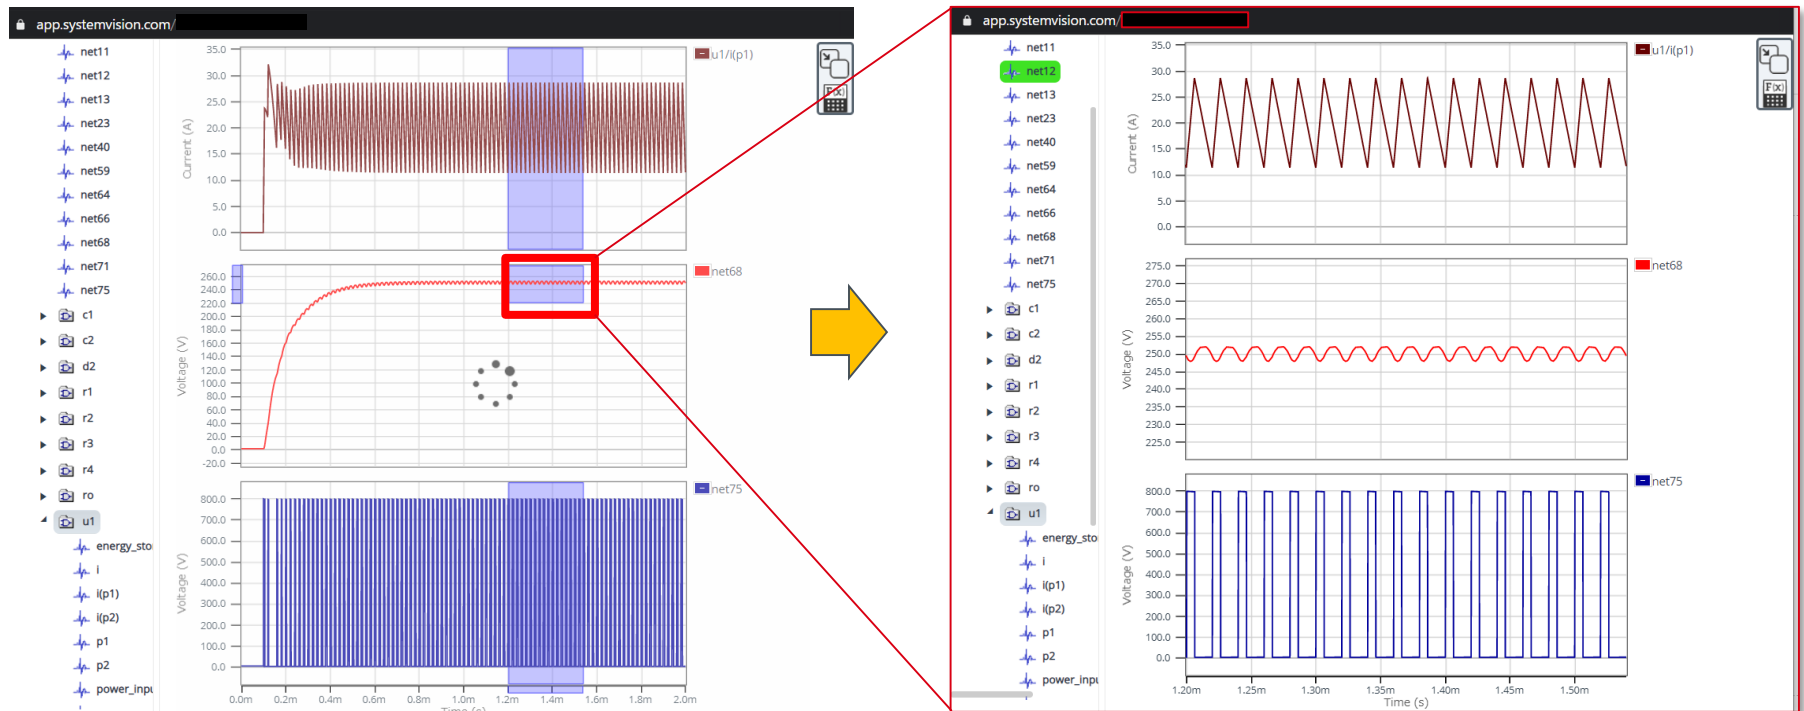 app.systemvision.com/
net11
net12
net13
net23
net40
net59
net64
net66
net68
net71
net75
c1
c2
d2
r1
r2
r3
r4
ro
u1
energy_sto
i
i(p1)
i(p2)
p1
p2
power_inpu
35.0
30.0
25.0
20.0
15.0
10.0
5.0
0.0
Current (A)
u1/i(p1)
F(x)
260.0
240.0
220.0
200.0
180.0
160.0
140.0
120.0
100.0
80.0
60.0
40.0
20.0
0.0
-20.0
Voltage (V)
net68
800.0
700.0
600.0
500.0
400.0
300.0
200.0
100.0
0.0
Voltage (V)
net75
0.0m 0.2m 0.4m 0.6m 0.8m 1.0m 1.2m 1.4m 1.6m 1.8m 2.0m
Time (s)
app.systemvision.com/
net11
net12
net13
net23
net40
net59
net64
net66
net68
net71
net75
c1
c2
d2
r1
r2
r3
r4
ro
u1
energy_sto
i
i(p1)
i(p2)
p1
p2
power_inpu
35.0
30.0
25.0
20.0
15.0
10.0
5.0
0.0
Current (A)
u1/i(p1)
F(x)
275.0
270.0
265.0
260.0
255.0
250.0
245.0
240.0
235.0
230.0
225.0
Voltage (V)
net68
800.0
700.0
600.0
500.0
400.0
300.0
200.0
100.0
0.0
Voltage (V)
net75
1.20m 1.25m 1.30m 1.35m 1.40m 1.45m 1.50m
Time (s)